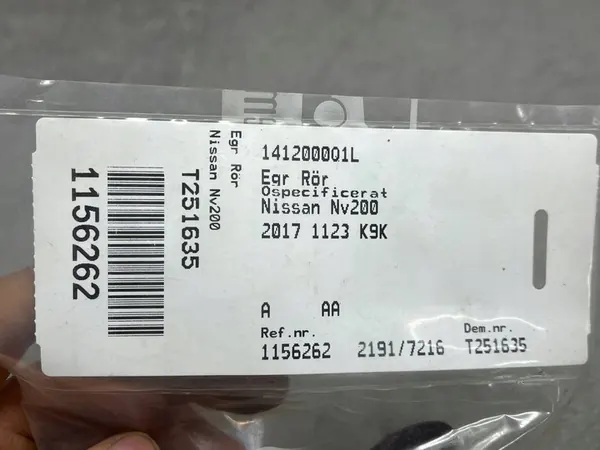 1412000Q1L
Egr Rör
Ospecificerat
Nissan Nv200
2017 1123 K9K
A AA
Ref.nr. Dem.nr.
1156262 2191/7216 T251635
Egr Rör
Nissan Nv200
T251635
1156262